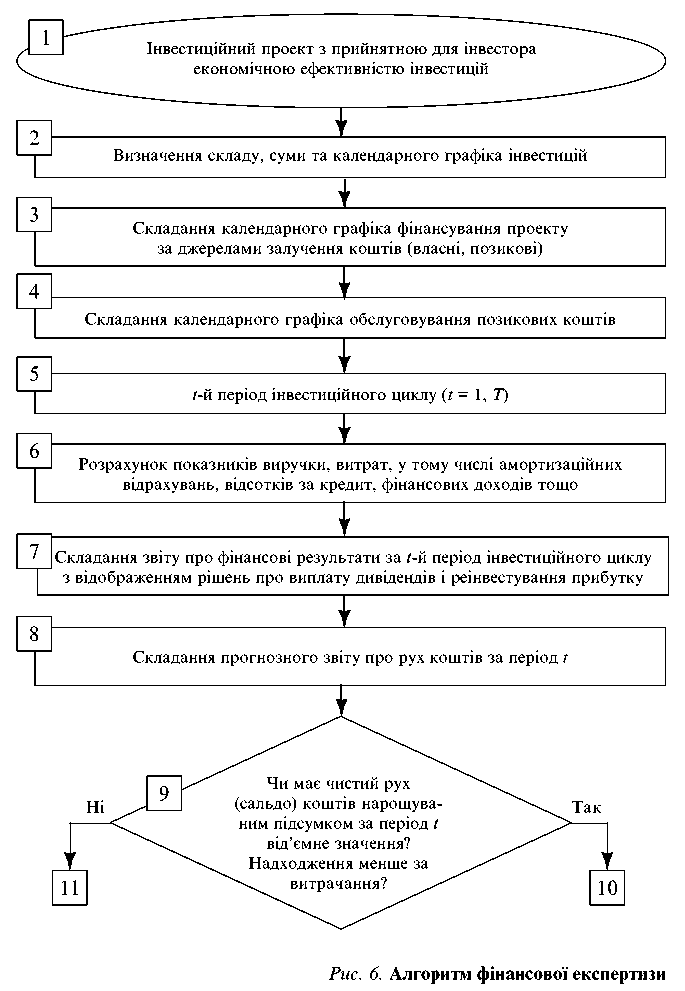 1
Інвестиційний проект з прийнятною для інвестора
економічною ефективністю інвестицій
2
Визначення складу, суми та календарного графіка інвестицій
3
Складання календарного графіка фінансування проекту
за джерелами залучення коштів (власні, позикові)
4
Складання календарного графіка обслуговування позикових коштів
5
t-й період інвестиційного циклу (t = 1, T)
6
Розрахунок показників виручки, витрат, у тому числі амортизаційних
відрахувань, відсотків за кредит, фінансових доходів тощо
7
Складання звіту про фінансові результати за t-й період інвестиційного циклу
з відображенням рішень про виплату дивідендів і реінвестування прибутку
8
Складання прогнозного звіту про рух коштів за період t
9
Чи має чистий рух
(сальдо) коштів нарощува-
ним підсумком за період t
від’ємне значення?
Надходження менше за
витрачання?
Ні
Так
11
10
Рис. 6. Алгоритм фінансової експертизи